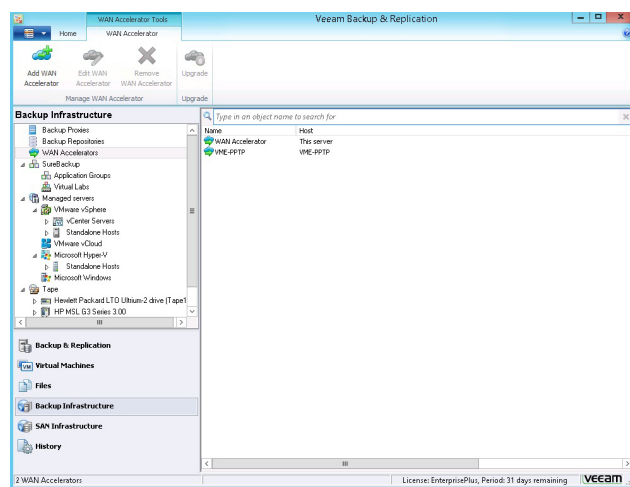 WAN Accelerator Tools
Veeam Backup & Replication
Home
WAN Accelerator
Add WAN Accelerator
Edit WAN Accelerator
Remove WAN Accelerator
Upgrade
Manage WAN Accelerator
Upgrade
Backup Infrastructure
Type in an object name to search for
Backup Proxies
Backup Repositories
WAN Accelerators
SureBackup
Application Groups
Virtual Labs
Managed servers
VMware vSphere
vCenter Servers
Standalone Hosts
VMware vCloud
Microsoft Hyper-V
Standalone Hosts
Microsoft Windows
Tape
Hewlett Packard LTO Ultrium-2 drive (Tape1
HP MSL G3 Series 3.00
Name Host
WAN Accelerator This server
VME-PPTP VME-PPTP
Backup & Replication
VM Virtual Machines
Files
Backup Infrastructure
SAN Infrastructure
History
2 WAN Accelerators
License: EnterprisePlus, Period: 31 days remaining
veeam